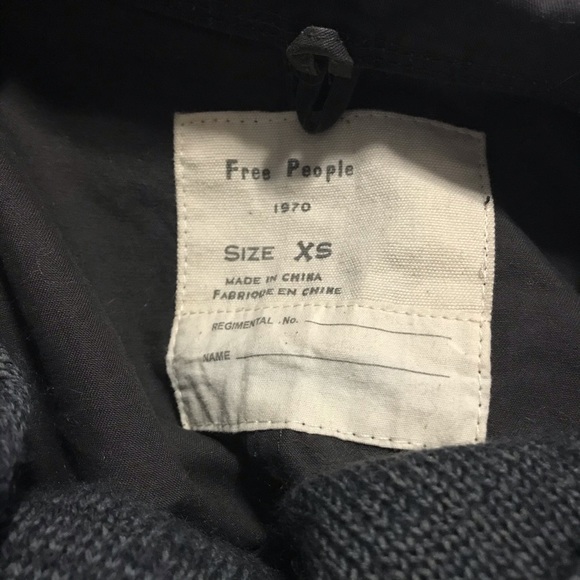 Free People
1970
SIZE XS
MADE IN CHINA
FABRIQUE EN CHINE
REGIMENTAL .No.
NAME